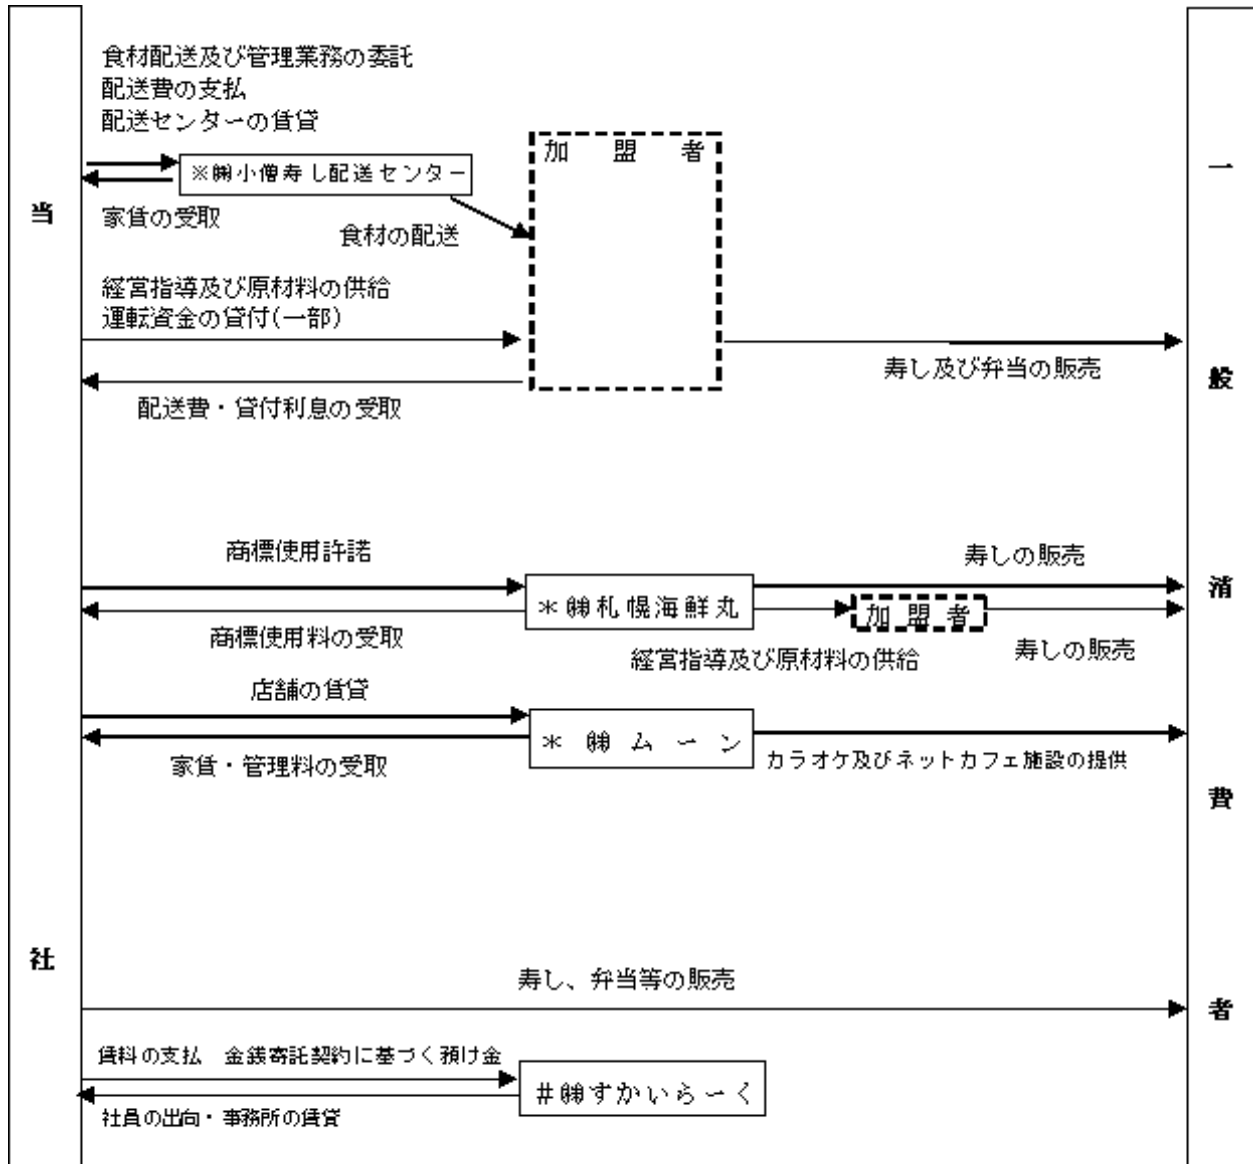 食材配送及び管理業務の委託
配送費の支払
配送センターの賃貸
※㈱小僧寿し配送センター
家賃の受取
食材の配送
加盟者
経営指導及び原材料の供給
運転資金の貸付(一部)
寿し及び弁当の販売
配送費・貸付利息の受取
商標使用許諾
寿しの販売
*㈱札幌海鮮丸
加盟者
商標使用料の受取
経営指導及び原材料の供給
寿しの販売
店舗の賃貸
*㈱ムーン
家賃・管理料の受取
カラオケ及びネットカフェ施設の提供
寿し、弁当等の販売
賃料の支払 金銭寄託契約に基づく預け金
#㈱すかいらーく
社員の出向・事務所の賃貸
当社
一般消費者